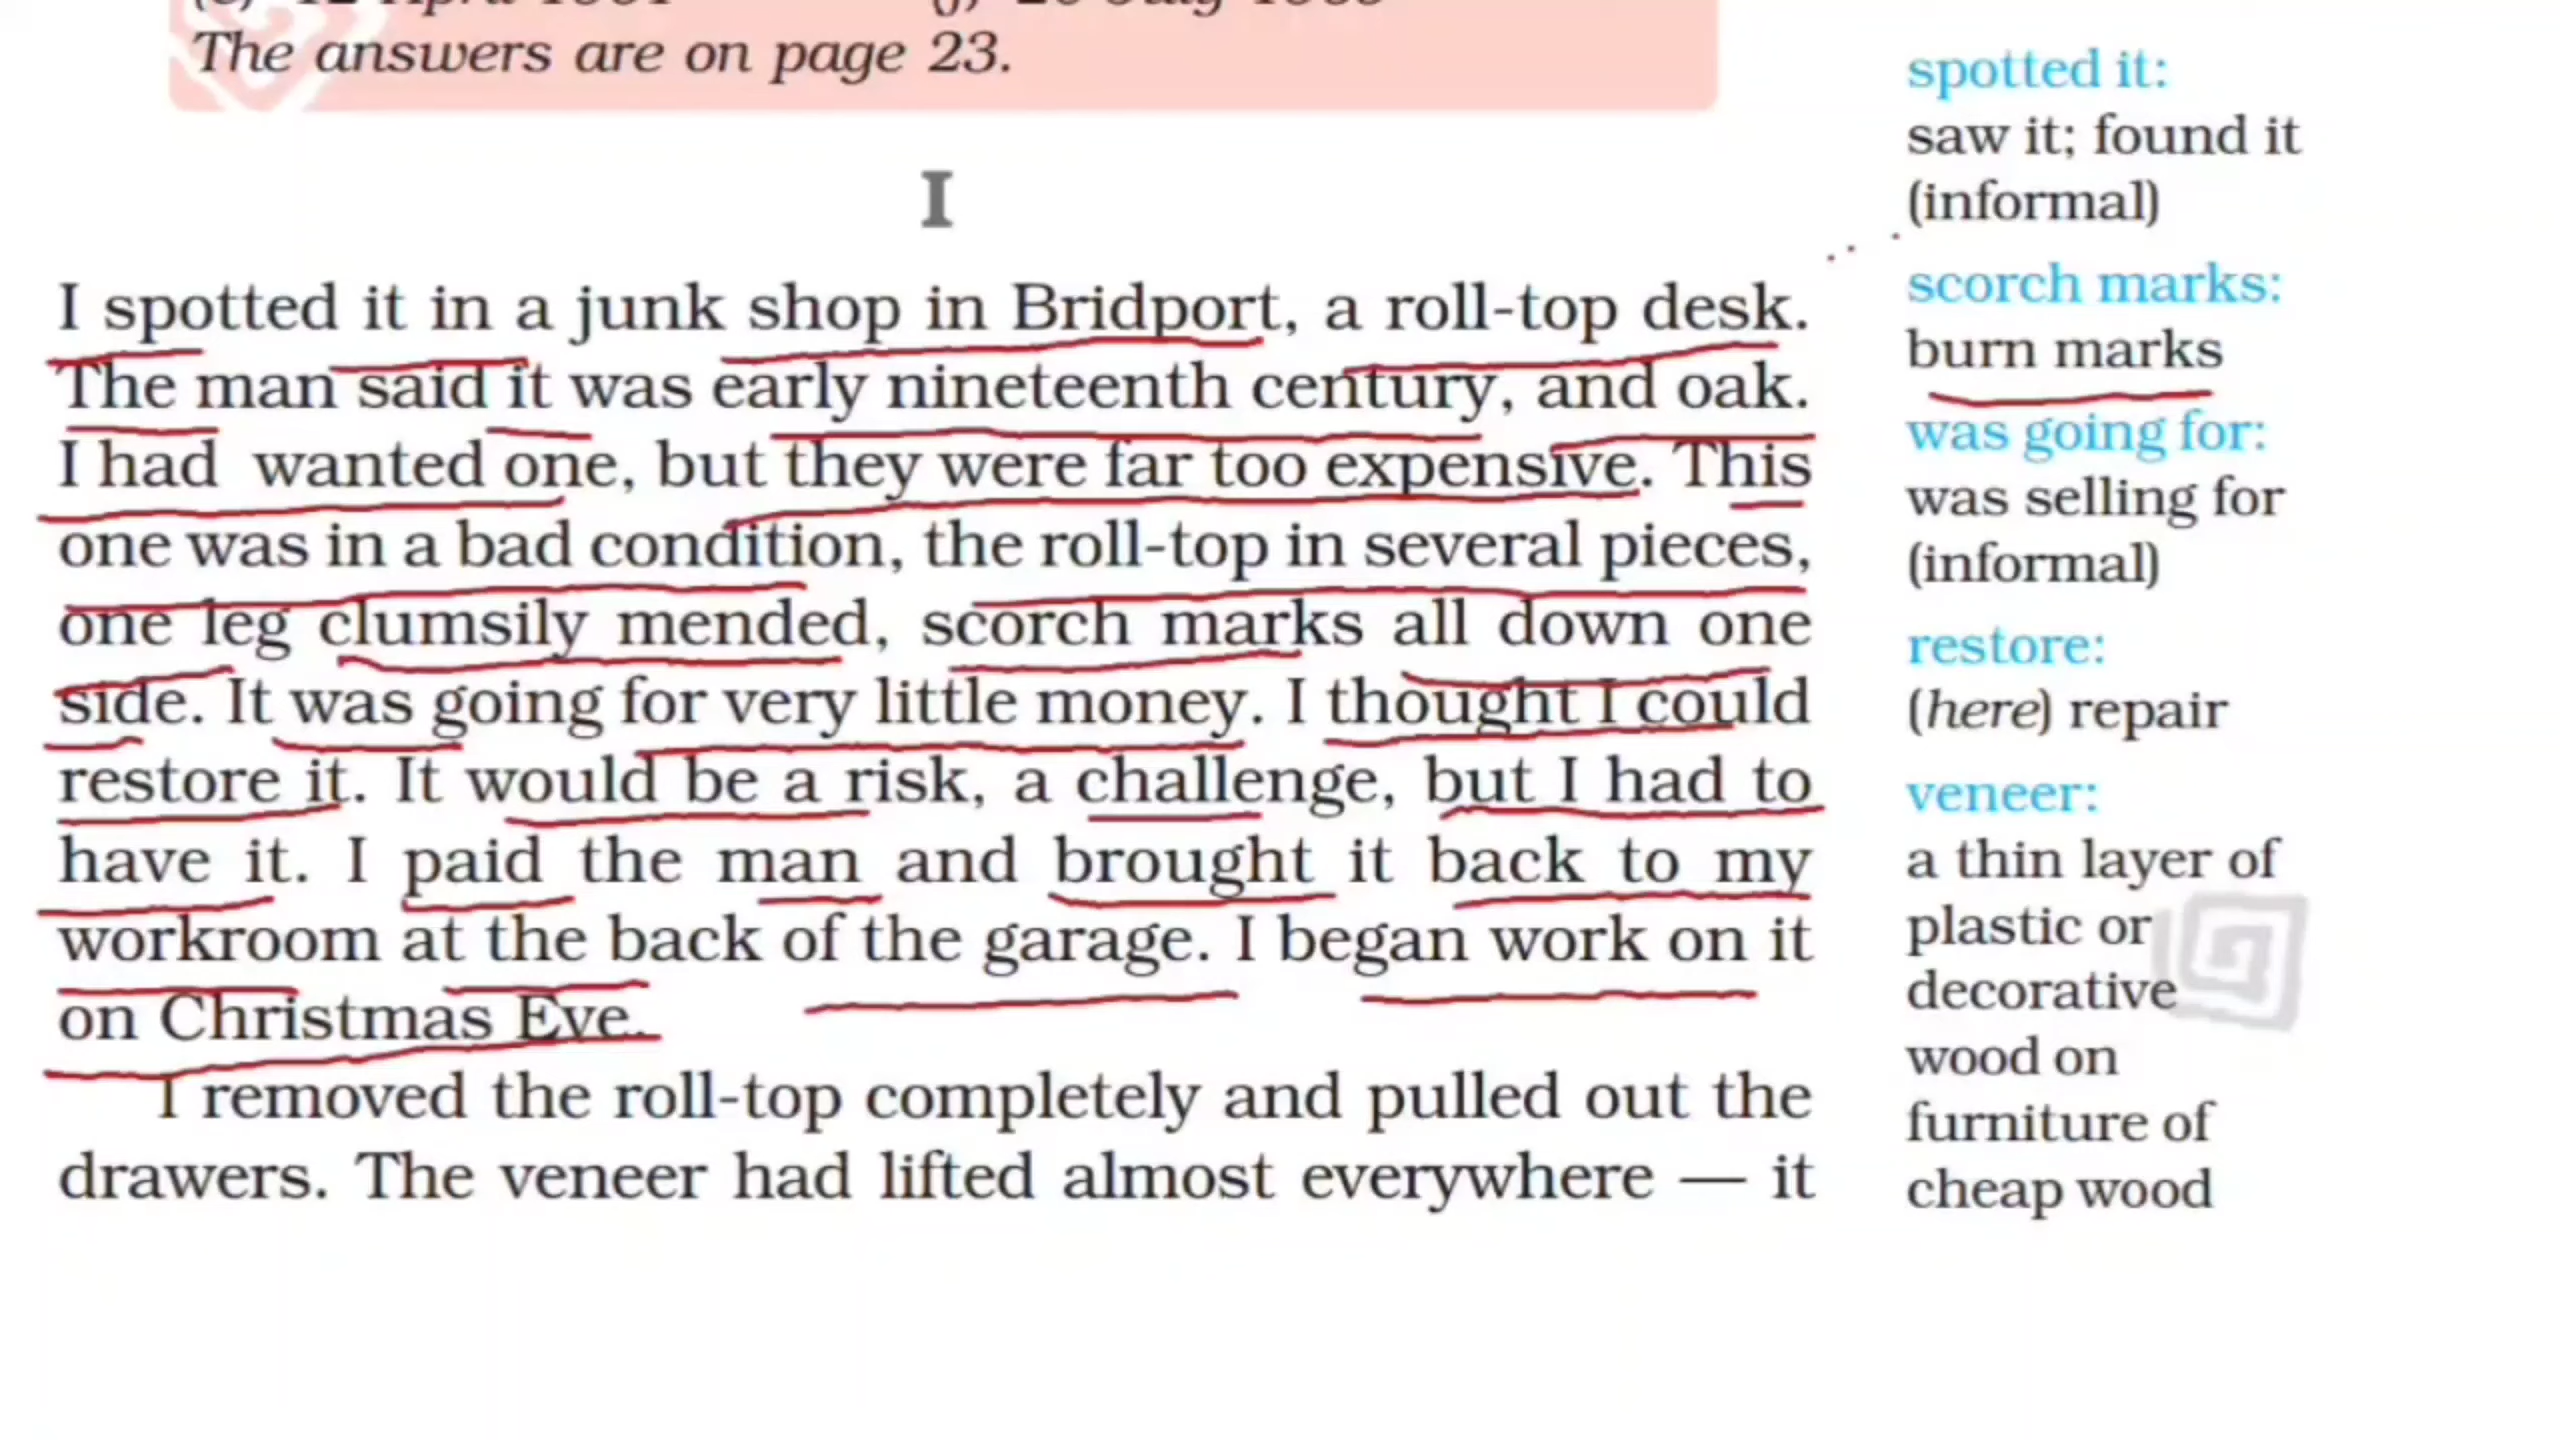 The answers are on page 23.
I
I spotted it in a junk shop in Bridport, a roll-top desk.
The man said it was early nineteenth century, and oak.
I had wanted one, but they were far too expensive. This
one was in a bad condition, the roll-top in several pieces,
one leg clumsily mended, scorch marks all down one
side. It was going for very little money. I thought I could
restore it. It would be a risk, a challenge, but I had to
have it. I paid the man and brought it back to my
workroom at the back of the garage. I began work on it
on Christmas Eve.
I removed the roll-top completely and pulled out the
drawers. The veneer had lifted almost everywhere — it
spotted it:
saw it; found it
(informal)
scorch marks:
burn marks
was going for:
was selling for
(informal)
restore:
(here) repair
veneer:
a thin layer of
plastic or
decorative
wood on
furniture of
cheap wood